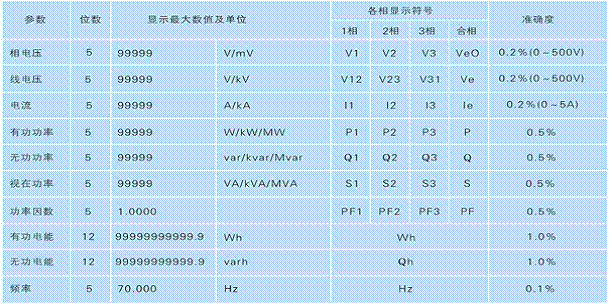 参数 位数 显示最大数值及单位 各相显示符号 准确度
1相 2相 3相 合相
相电压 5 99999 V/mV V1 V2 V3 VeO 0.2%(0~500V)
线电压 5 99999 V/kV V12 V23 V31 Ve 0.2%(0~500V)
电流 5 99999 A/kA I1 I2 I3 Ie 0.2%(0~5A)
有功功率 5 99999 W/kW/MW P1 P2 P3 P 0.5%
无功功率 5 99999 var/kvar/Mvar Q1 Q2 Q3 Q 0.5%
视在功率 5 99999 VA/kVA/MVA S1 S2 S3 S 0.5%
功率因数 5 1.0000 PF1 PF2 PF3 PF 0.5%
有功电能 12 99999999999.9 Wh Wh 1.0%
无功电能 12 99999999999.9 varh Qh 1.0%
频率 5 70.000 Hz Hz 0.1%